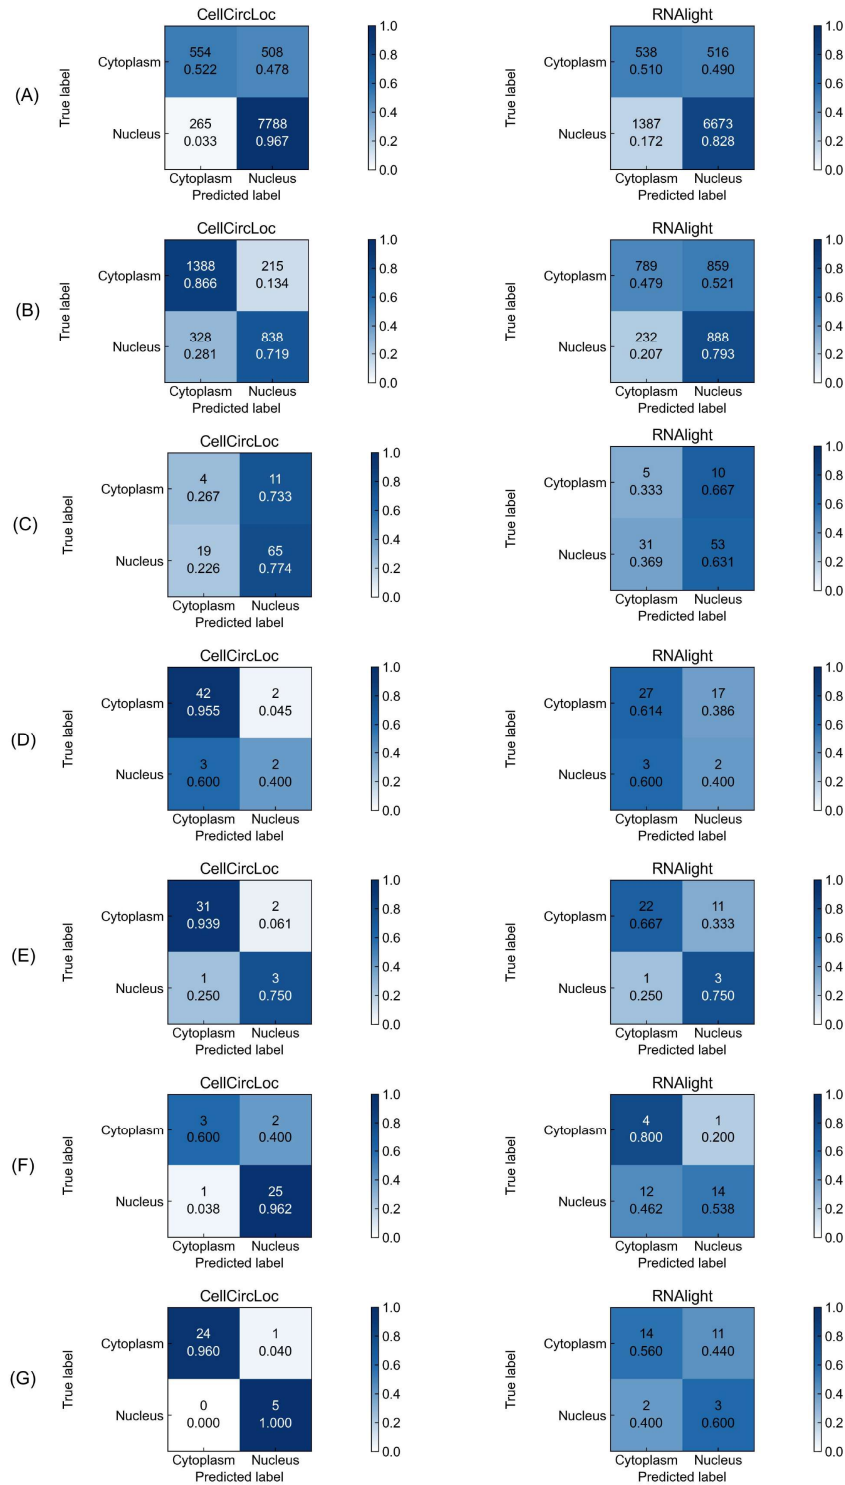 CellCircLoc
RNAlight
(A)
True label
Cytoplasm
554 508
0.522 0.478
Nucleus
265 7788
0.033 0.967
Cytoplasm Nucleus
Predicted label
1.0
0.8
0.6
0.4
0.2
0.0
True label
Cytoplasm
538 516
0.510 0.490
Nucleus
1387 6673
0.172 0.828
Cytoplasm Nucleus
Predicted label
1.0
0.8
0.6
0.4
0.2
0.0
CellCircLoc
RNAlight
(B)
True label
Cytoplasm
1388 215
0.866 0.134
Nucleus
328 838
0.281 0.719
Cytoplasm Nucleus
Predicted label
1.0
0.8
0.6
0.4
0.2
0.0
True label
Cytoplasm
789 859
0.479 0.521
Nucleus
232 888
0.207 0.793
Cytoplasm Nucleus
Predicted label
1.0
0.8
0.6
0.4
0.2
0.0
CellCircLoc
RNAlight
(C)
True label
Cytoplasm
4 11
0.267 0.733
Nucleus
19 65
0.226 0.774
Cytoplasm Nucleus
Predicted label
1.0
0.8
0.6
0.4
0.2
0.0
True label
Cytoplasm
5 10
0.333 0.667
Nucleus
31 53
0.369 0.631
Cytoplasm Nucleus
Predicted label
1.0
0.8
0.6
0.4
0.2
0.0
CellCircLoc
RNAlight
(D)
True label
Cytoplasm
42 2
0.955 0.045
Nucleus
3 2
0.600 0.400
Cytoplasm Nucleus
Predicted label
1.0
0.8
0.6
0.4
0.2
0.0
True label
Cytoplasm
27 17
0.614 0.386
Nucleus
3 2
0.600 0.400
Cytoplasm Nucleus
Predicted label
1.0
0.8
0.6
0.4
0.2
0.0
CellCircLoc
RNAlight
(E)
True label
Cytoplasm
31 2
0.939 0.061
Nucleus
1 3
0.250 0.750
Cytoplasm Nucleus
Predicted label
1.0
0.8
0.6
0.4
0.2
0.0
True label
Cytoplasm
22 11
0.667 0.333
Nucleus
1 3
0.250 0.750
Cytoplasm Nucleus
Predicted label
1.0
0.8
0.6
0.4
0.2
0.0
CellCircLoc
RNAlight
(F)
True label
Cytoplasm
3 2
0.600 0.400
Nucleus
1 25
0.038 0.962
Cytoplasm Nucleus
Predicted label
1.0
0.8
0.6
0.4
0.2
0.0
True label
Cytoplasm
4 1
0.800 0.200
Nucleus
12 14
0.462 0.538
Cytoplasm Nucleus
Predicted label
1.0
0.8
0.6
0.4
0.2
0.0
CellCircLoc
RNAlight
(G)
True label
Cytoplasm
24 1
0.960 0.040
Nucleus
0 5
0.000 1.000
Cytoplasm Nucleus
Predicted label
1.0
0.8
0.6
0.4
0.2
0.0
True label
Cytoplasm
14 11
0.560 0.440
Nucleus
2 3
0.400 0.600
Cytoplasm Nucleus
Predicted label
1.0
0.8
0.6
0.4
0.2
0.0